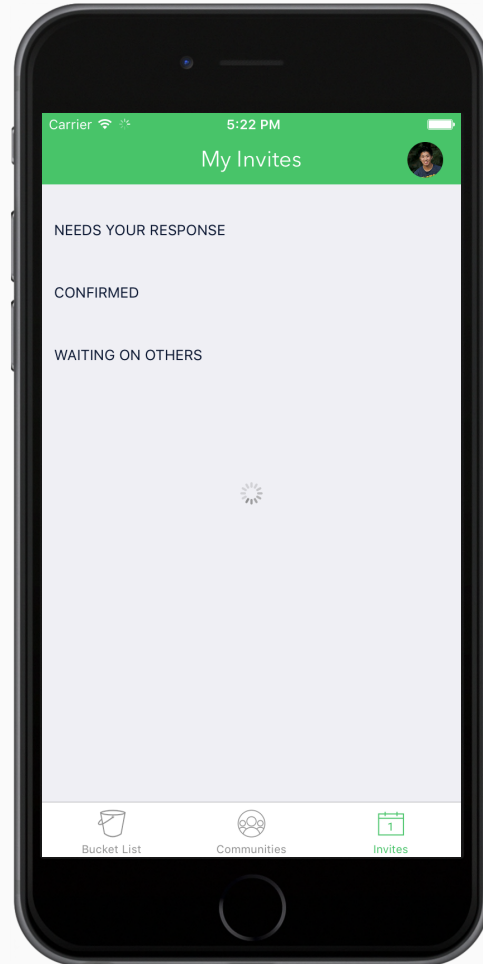 Carrier 5:22 PM
My Invites
NEEDS YOUR RESPONSE
CONFIRMED
WAITING ON OTHERS
1
Bucket List Communities Invites